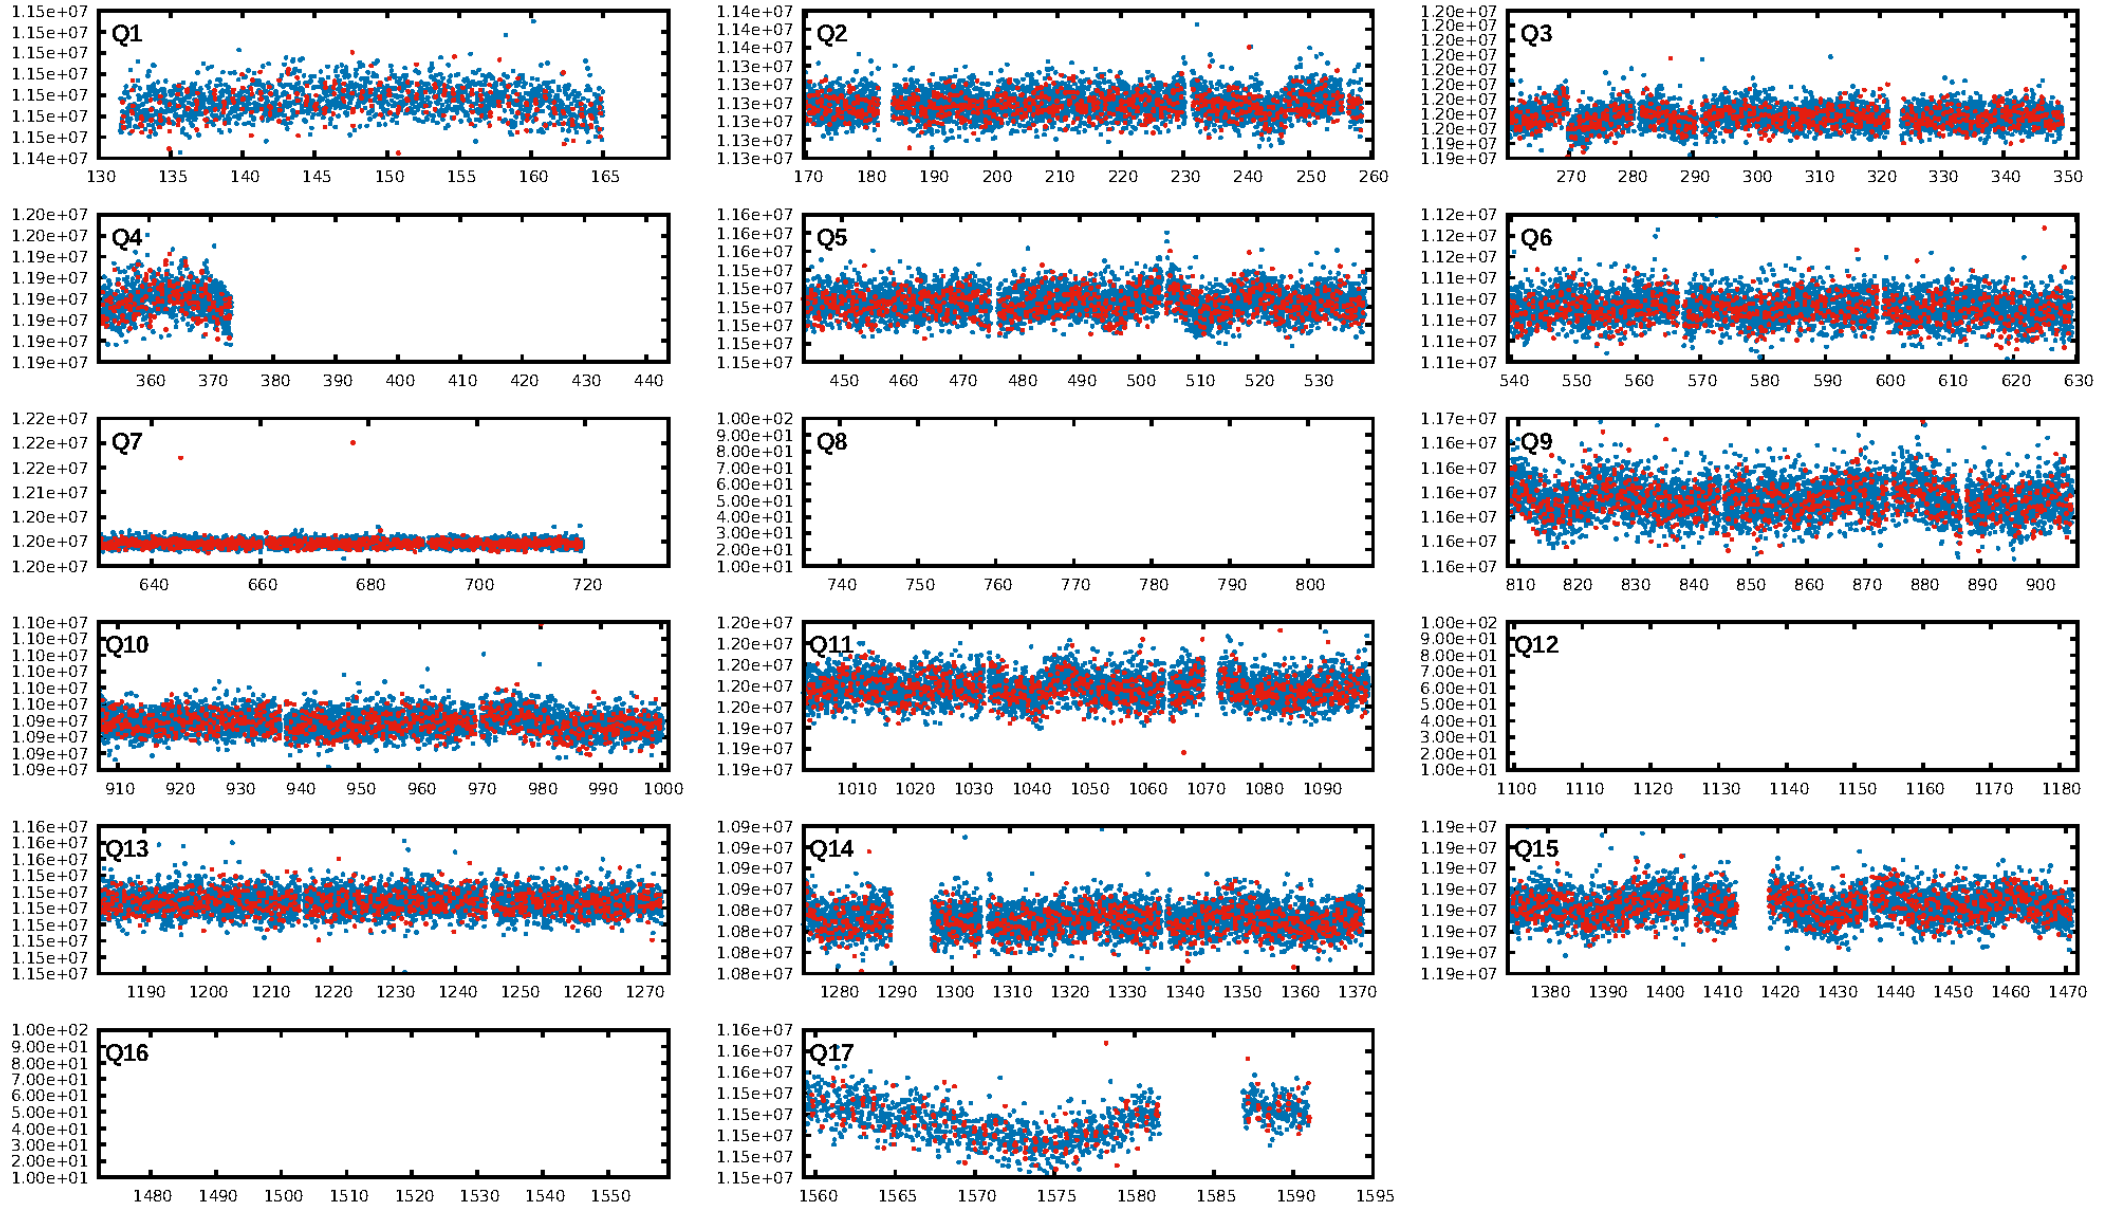 Q1
1.15e+07
1.15e+07
1.15e+07
1.15e+07
1.15e+07
1.15e+07
1.15e+07
1.14e+07
130 135 140 145 150 155 160 165
Q2
1.14e+07
1.14e+07
1.14e+07
1.13e+07
1.13e+07
1.13e+07
1.13e+07
1.13e+07
1.13e+07
170 180 190 200 210 220 230 240 250 260
Q3
1.20e+07
1.20e+07
1.20e+07
1.20e+07
1.20e+07
1.20e+07
1.20e+07
1.20e+07
1.20e+07
1.19e+07
1.19e+07
270 280 290 300 310 320 330 340 350
Q4
1.20e+07
1.20e+07
1.19e+07
1.19e+07
1.19e+07
1.19e+07
1.19e+07
1.19e+07
360 370 380 390 400 410 420 430 440
Q5
1.16e+07
1.16e+07
1.16e+07
1.15e+07
1.15e+07
1.15e+07
1.15e+07
1.15e+07
1.15e+07
450 460 470 480 490 500 510 520 530
Q6
1.12e+07
1.12e+07
1.12e+07
1.11e+07
1.11e+07
1.11e+07
1.11e+07
1.11e+07
540 550 560 570 580 590 600 610 620 630
Q7
1.22e+07
1.22e+07
1.22e+07
1.21e+07
1.20e+07
1.20e+07
1.20e+07
640 660 680 700 720
Q8
1.00e+02
9.00e+01
8.00e+01
7.00e+01
6.00e+01
5.00e+01
4.00e+01
3.00e+01
2.00e+01
1.00e+01
740 750 760 770 780 790 800
Q9
1.17e+07
1.16e+07
1.16e+07
1.16e+07
1.16e+07
1.16e+07
1.16e+07
810 820 830 840 850 860 870 880 890 900
Q10
1.10e+07
1.10e+07
1.10e+07
1.10e+07
1.10e+07
1.10e+07
1.09e+07
1.09e+07
1.09e+07
1.09e+07
910 920 930 940 950 960 970 980 990 1000
Q11
1.20e+07
1.20e+07
1.20e+07
1.20e+07
1.20e+07
1.19e+07
1.19e+07
1.19e+07
1010 1020 1030 1040 1050 1060 1070 1080 1090
Q12
1.00e+02
9.00e+01
8.00e+01
7.00e+01
6.00e+01
5.00e+01
4.00e+01
3.00e+01
2.00e+01
1.00e+01
1100 1110 1120 1130 1140 1150 1160 1170 1180
Q13
1.16e+07
1.16e+07
1.16e+07
1.15e+07
1.15e+07
1.15e+07
1.15e+07
1.15e+07
1.15e+07
1.15e+07
1190 1200 1210 1220 1230 1240 1250 1260 1270
Q14
1.09e+07
1.09e+07
1.09e+07
1.09e+07
1.08e+07
1.08e+07
1.08e+07
1.08e+07
1280 1290 1300 1310 1320 1330 1340 1350 1360 1370
Q15
1.19e+07
1.19e+07
1.19e+07
1.19e+07
1.19e+07
1.19e+07
1.19e+07
1.19e+07
1380 1390 1400 1410 1420 1430 1440 1450 1460 1470
Q16
1.00e+02
9.00e+01
8.00e+01
7.00e+01
6.00e+01
5.00e+01
4.00e+01
3.00e+01
2.00e+01
1.00e+01
1480 1490 1500 1510 1520 1530 1540 1550
Q17
1.16e+07
1.16e+07
1.16e+07
1.15e+07
1.15e+07
1.15e+07
1.15e+07
1.15e+07
1560 1565 1570 1575 1580 1585 1590 1595